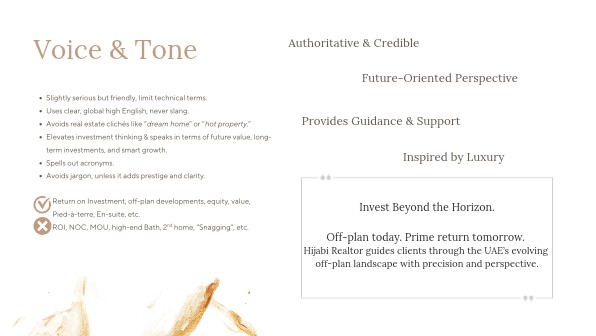 Voice & Tone
Slightly serious but friendly, limit technical terms.
Uses clear, global high English, never slang.
Avoids real estate clichés like "dream home" or "hot property."
Elevates investment thinking & speaks in terms of future value, long-
term investments, and smart growth.
Spells out acronyms.
Avoids jargon, unless it adds prestige and clarity.
Return on Investment, off-plan developments, equity, value,
Pied-à-terre, En-suite, etc.
ROI, NOC, MOU, high-end Bath, 2nd home, "Snagging", etc.
Authoritative & Credible
Future-Oriented Perspective
Provides Guidance & Support
Inspired by Luxury
Invest Beyond the Horizon.
Off-plan today. Prime return tomorrow.
Hijabi Realtor guides clients through the UAE's evolving
off-plan landscape with precision and perspective.